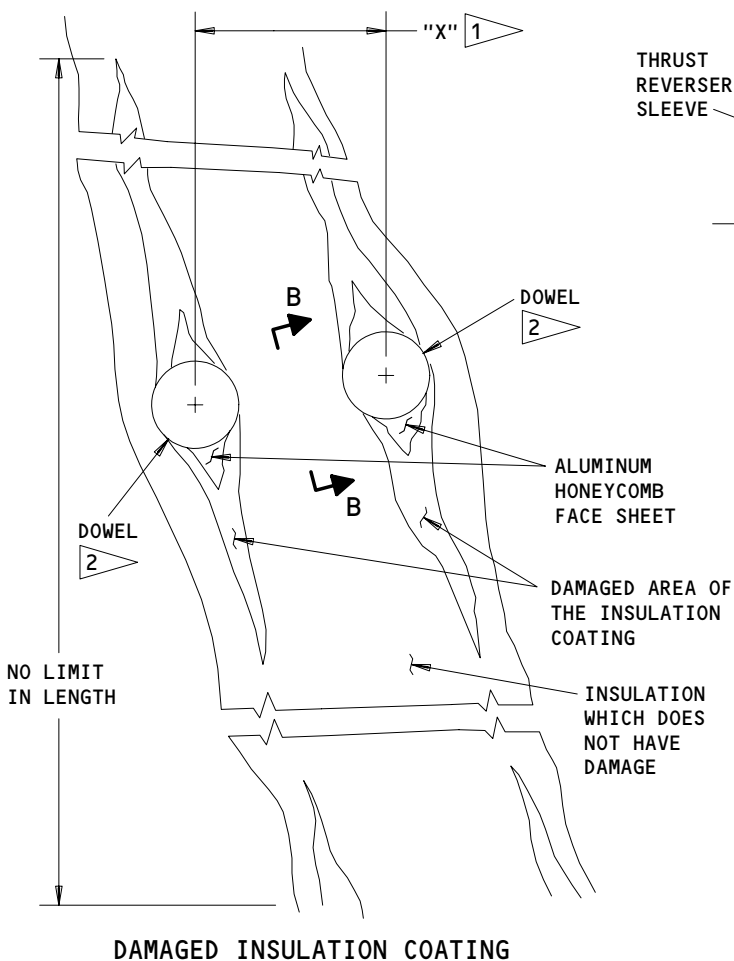 "X" 1
THRUST
REVERSER
SLEEVE
B
DOWEL
2
ALUMINUM
HONEYCOMB
FACE SHEET
B
DOWEL
2
DAMAGED AREA OF
THE INSULATION
COATING
NO LIMIT
IN LENGTH
INSULATION
WHICH DOES
NOT HAVE
DAMAGE
DAMAGED INSULATION COATING